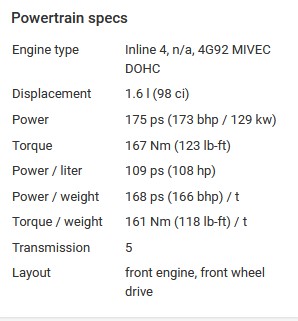 Powertrain specs
Engine type Inline 4, n/a, 4G92 MIVEC
DOHC
Displacement 1.6 l (98 ci)
Power 175 ps (173 bhp / 129 kw)
Torque 167 Nm (123 lb-ft)
Power / liter 109 ps (108 hp)
Power / weight 168 ps (166 bhp) / t
Torque / weight 161 Nm (118 lb-ft) / t
Transmission 5
Layout front engine, front wheel
drive